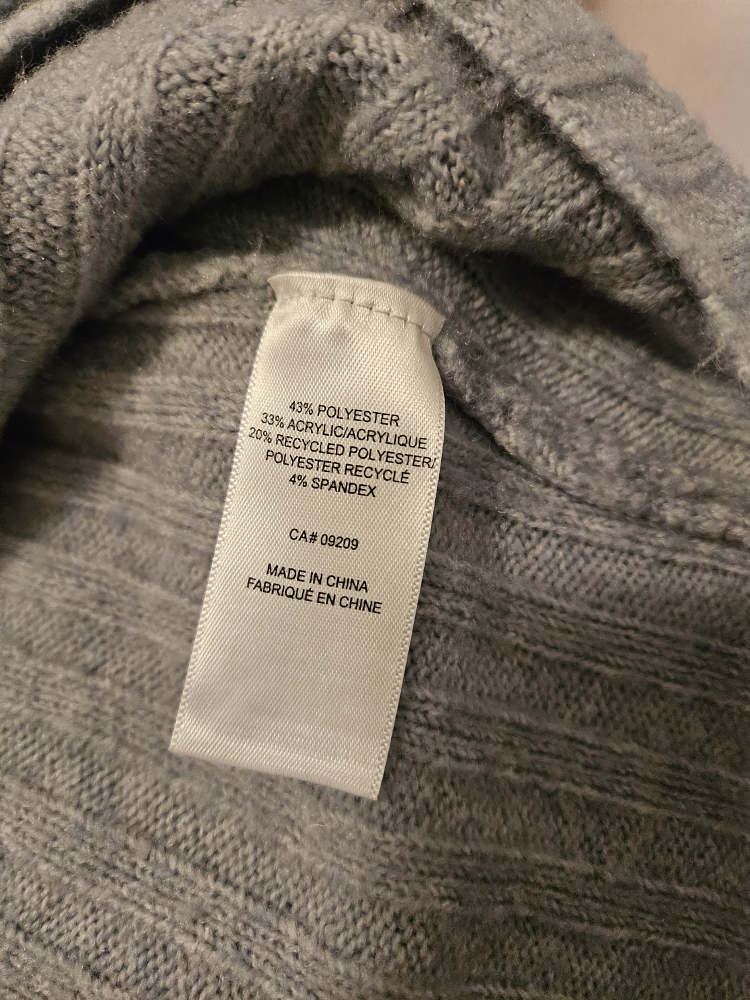 43% POLYESTER
33% ACRYLIC/ACRYLIQUE
20% RECYCLED POLYESTER/
POLYESTER RECYCLÉ
4% SPANDEX
CA# 09209
MADE IN CHINA
FABRIQUÉ EN CHINE